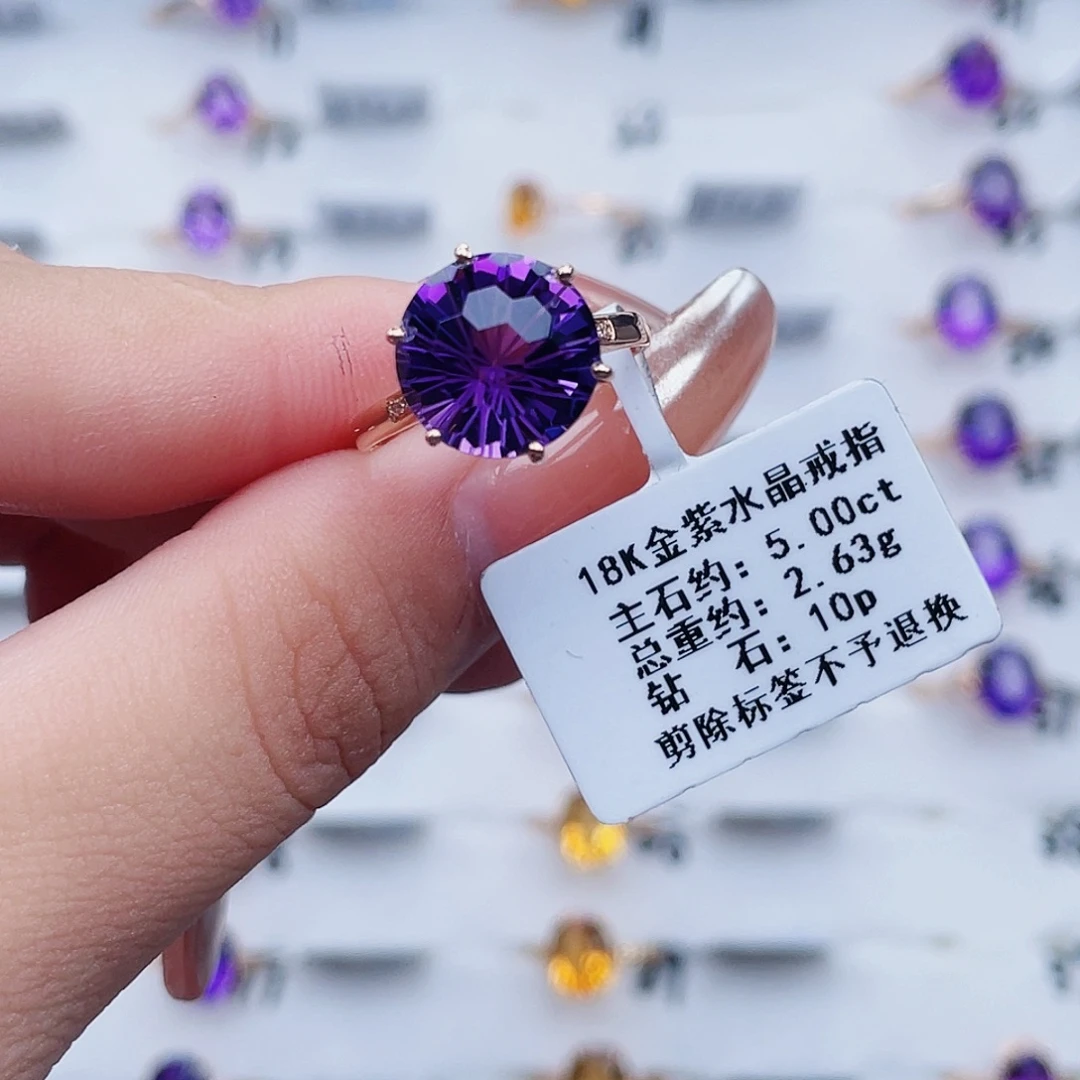 18K金紫水晶戒指
主石约: 5.00ct
总重约: 2.63g
钻 石: 10p
剪除标签不予退换